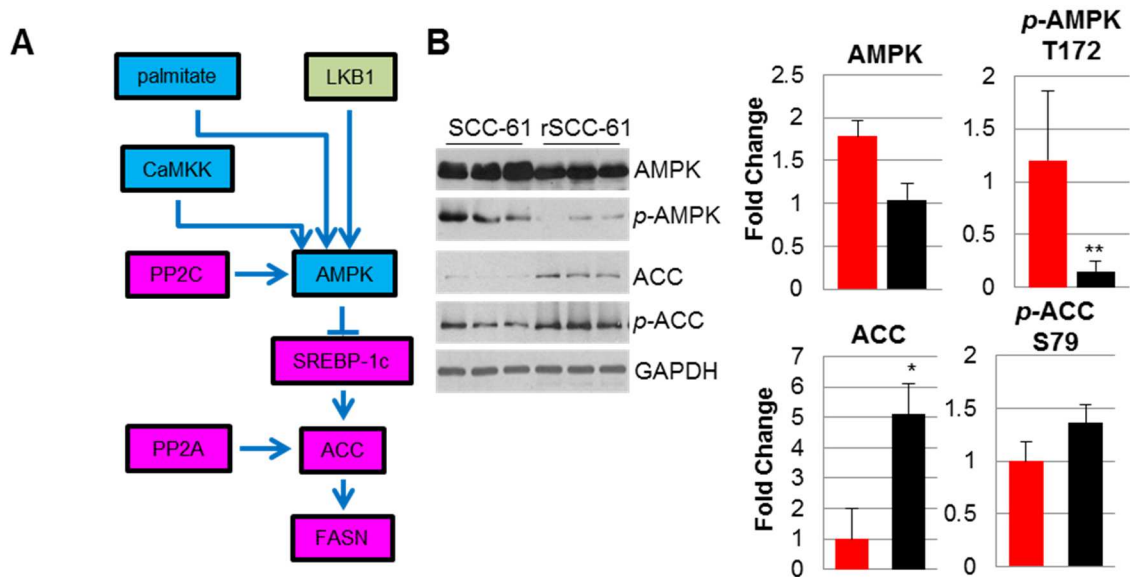 A
palmitate
LKB1
CaMKK
PP2C
AMPK
SREBP-1c
PP2A
ACC
FASN
B
SCC-61 rSCC-61
AMPK
p-AMPK
ACC
p-ACC
GAPDH
AMPK
Fold Change
2.5
2
1.5
1
0.5
0
p-AMPK
T172
2
1.5
1
0.5
0
**
ACC
Fold Change
7
6
5
4
3
2
1
0
*
p-ACC
S79
2
1.5
1
0.5
0